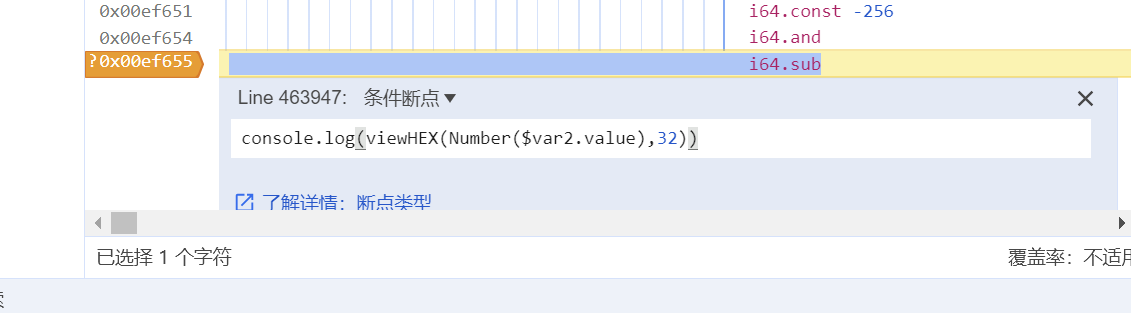 0x00ef651 i64.const -256
0x00ef654 i64.and
?0x00ef655 i64.sub
Line 463947: 条件断点
console.log(viewHEX(Number($var2.value),32))
了解详情：断点类型
已选择 1 个字符 覆盖率：不适用